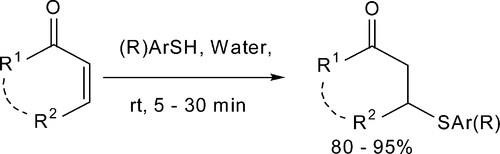 O
R1
R2
(R)ArSH, Water,
rt, 5 - 30 min
O
R1
R2
SAr(R)
80 - 95%